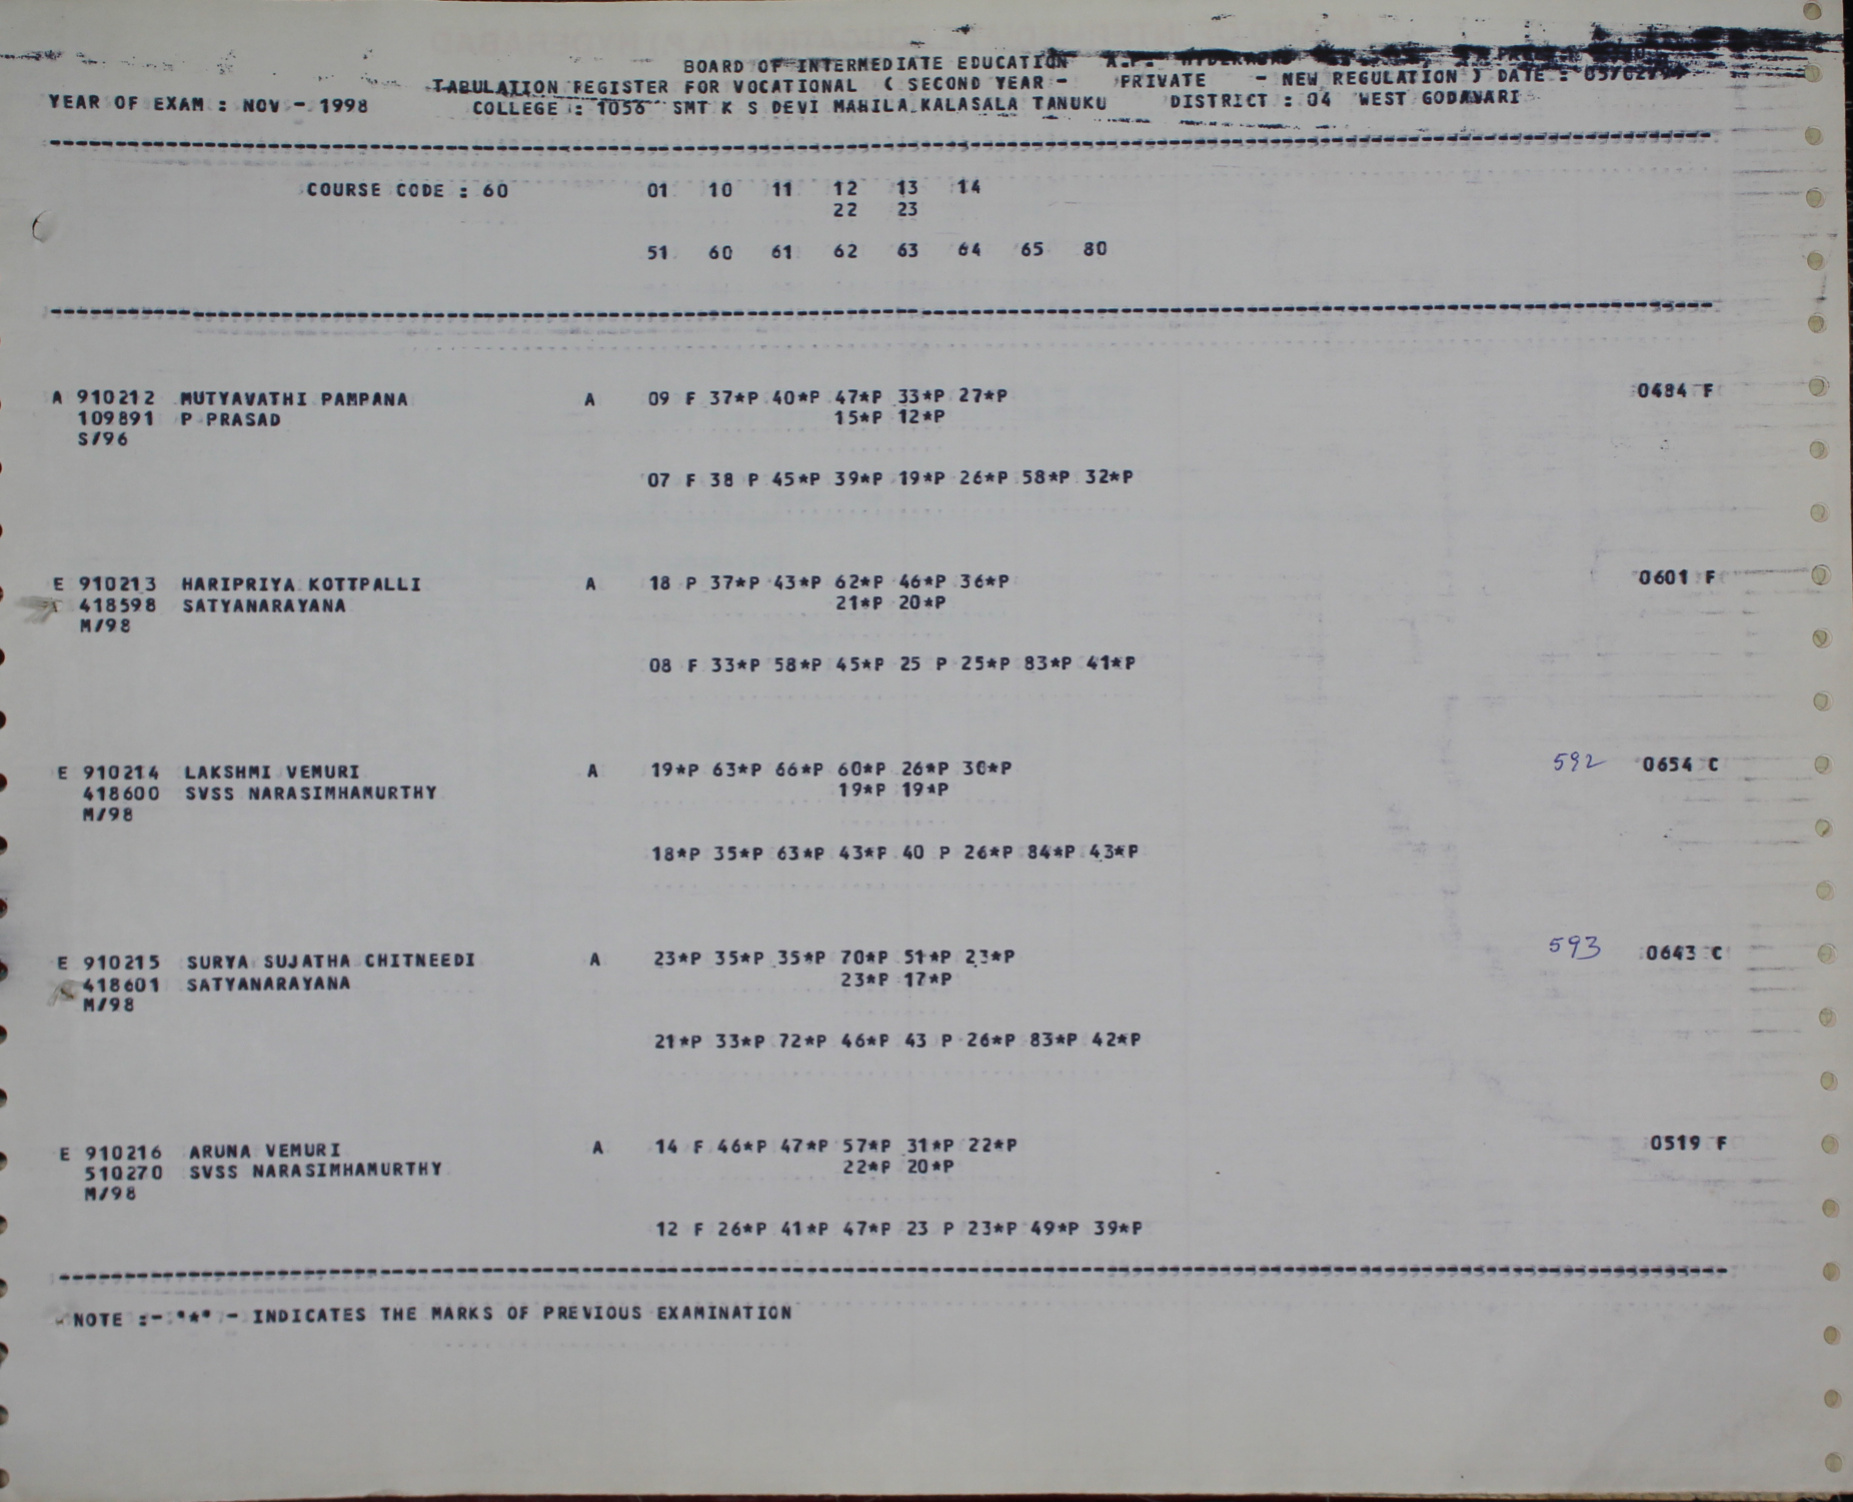 BOARD OF INTERMEDIATE EDUCATION A.P. HYDERABAD
TABULATION REGISTER FOR VOCATIONAL ( SECOND YEAR - PRIVATE - NEW REGULATION ) DATE :
YEAR OF EXAM : NOV - 1998 COLLEGE : 1056 SMT K S DEVI MAHILA KALASALA TANUKU DISTRICT : 04 WEST GODAVARI
COURSE CODE : 60 01 10 11 12 13 14
22 23
51 60 61 62 63 64 65 80
A 910212 MUTYAVATHI PAMPANA A 09 F 37*P 40*P 47*P 33*P 27*P 0484 F
109891 P PRASAD 15*P 12*P
S/96
07 F 38 P 45*P 39*P 19*P 26*P 58*P 32*P
E 910213 HARIPRIYA KOTTPALLI A 18 P 37*P 43*P 62*P 46*P 36*P 0601 F
418598 SATYANARAYANA 21*P 20*P
M/98
08 F 33*P 58*P 45*P 25 P 25*P 83*P 41*P
E 910214 LAKSHMI VEMURI A 19*P 63*P 66*P 60*P 26*P 30*P 592 0654 C
418600 SVSS NARASIMHAMURTHY 19*P 19*P
M/98
18*P 35*P 63*P 43*P 40 P 26*P 84*P 43*P
E 910215 SURYA SUJATHA CHITNEEDI A 23*P 35*P 35*P 70*P 51*P 23*P 593 0643 C
418601 SATYANARAYANA 23*P 17*P
M/98
21*P 33*P 72*P 46*P 43 P 26*P 83*P 42*P
E 910216 ARUNA VEMURI A 14 F 46*P 47*P 57*P 31*P 22*P 0519 F
510270 SVSS NARASIMHAMURTHY 22*P 20*P
M/98
12 F 26*P 41*P 47*P 23 P 23*P 49*P 39*P
NOTE :- "*" - INDICATES THE MARKS OF PREVIOUS EXAMINATION